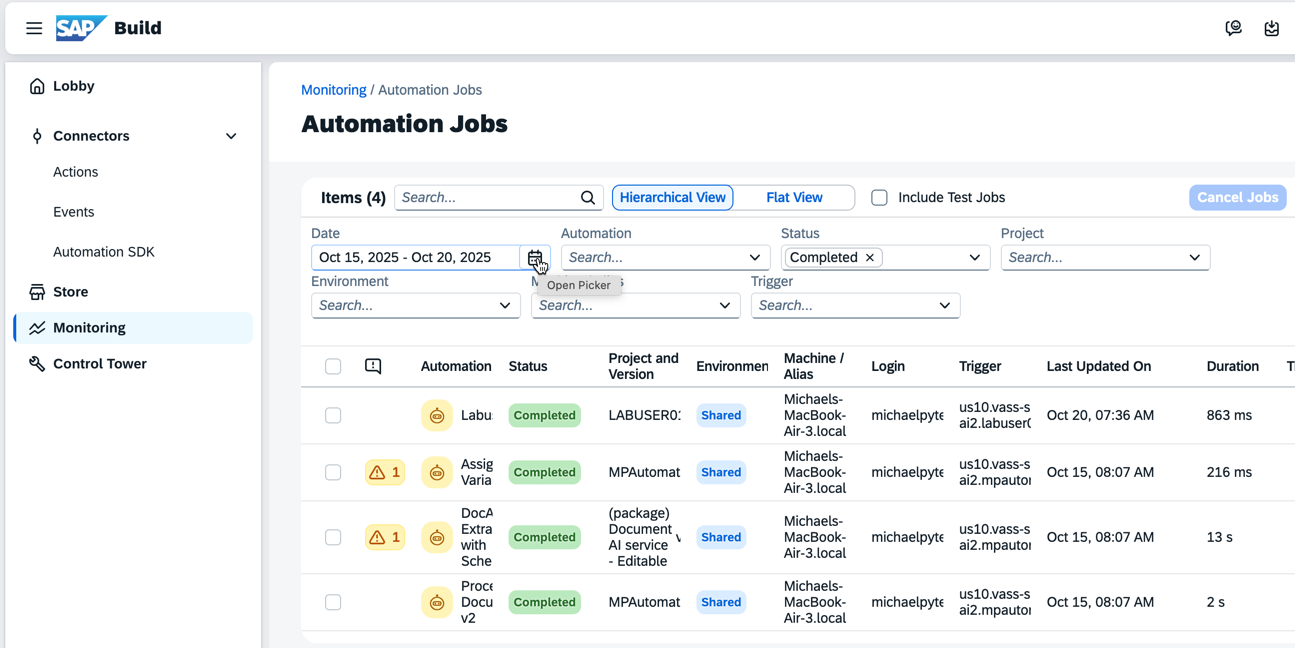 SAP Build
Lobby
Connectors
Actions
Events
Automation SDK
Store
Monitoring
Control Tower
Monitoring / Automation Jobs
Automation Jobs
Items (4) Search... Hierarchical View Flat View Include Test Jobs Cancel Jobs
Date Automation Status Project
Oct 15, 2025 - Oct 20, 2025 Search... Completed Search...
Open Picker
Environment Trigger
Search... Search... Search...
Automation Status Project and Version Environmen Machine / Alias Login Trigger Last Updated On Duration
Labu Completed LABUSER01 Shared Michaels-MacBook-Air-3.local michaelpyte us10.vass-sai2.labuser0 Oct 20, 07:36 AM 863 ms
1 Assig Varia Completed MPAutomat Shared Michaels-MacBook-Air-3.local michaelpyte us10.vass-sai2.mpautor Oct 15, 08:07 AM 216 ms
1 DocA Extra with Sche Completed (package) Document AI service - Editable Shared Michaels-MacBook-Air-3.local michaelpyte us10.vass-sai2.mpautor Oct 15, 08:07 AM 13 s
Proce Docu v2 Completed MPAutomat Shared Michaels-MacBook-Air-3.local michaelpyte us10.vass-sai2.mpautor Oct 15, 08:07 AM 2 s